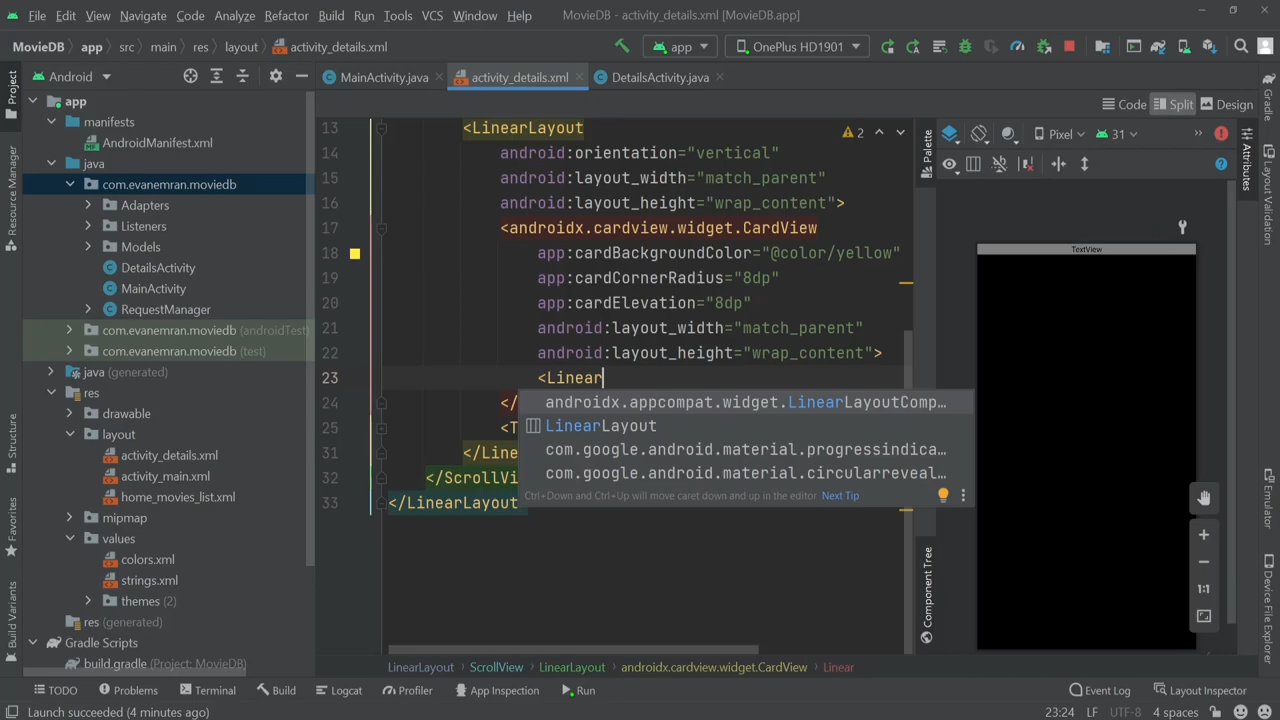 File Edit View Navigate Code Analyze Refactor Build Run Tools VCS Window Help MovieDB - activity_details.xml [MovieDB.app]
MovieDB app src main res layout activity_details.xml app OnePlus HD1901
Android MainActivity.java activity_details.xml DetailsActivity.java
Code Split Design
Project
Resource Manager
Structure
Favorites
Build Variants
app
manifests
AndroidManifest.xml
java
com.evanemran.moviedb
Adapters
Listeners
Models
DetailsActivity
MainActivity
RequestManager
com.evanemran.moviedb (androidTest)
com.evanemran.moviedb (test)
java (generated)
res
drawable
layout
activity_details.xml
activity_main.xml
home_movies_list.xml
mipmap
values
colors.xml
strings.xml
themes (2)
res (generated)
Gradle Scripts
build.gradle (Project: MovieDB)
13 <LinearLayout 2
14 android:orientation="vertical"
15 android:layout_width="match_parent"
16 android:layout_height="wrap_content">
17 <androidx.cardview.widget.CardView
18 app:cardBackgroundColor="@color/yellow"
19 app:cardCornerRadius="8dp"
20 app:cardElevation="8dp"
21 android:layout_width="match_parent"
22 android:layout_height="wrap_content">
23 <Linear
24 </
25 <T
31 </Line
32 </ScrollVi
33 </LinearLayout
androidx.appcompat.widget.LinearLayoutComp…
LinearLayout
com.google.android.material.progressindica…
com.google.android.material.circularreveal…
Ctrl+Down and Ctrl+Up will move caret down and up in the editor Next Tip
LinearLayout ScrollView LinearLayout androidx.cardview.widget.CardView Linear
Palette
Component Tree
Pixel 31
TextView
1:1
Attributes
Gradle
Layout Validation
Emulator
Device File Explorer
TODO Problems Terminal Build Logcat Profiler App Inspection Run Event Log Layout Inspector
Launch succeeded (4 minutes ago) 23:24 LF UTF-8 4 spaces